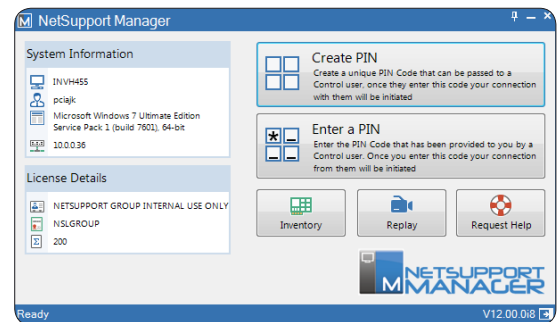 NetSupport Manager
System Information
INVH455
pciajk
Microsoft Windows 7 Ultimate Edition
Service Pack 1 (build 7601), 64-bit
10.0.0.36
License Details
NETSUPPORT GROUP INTERNAL USE ONLY
NSLGROUP
200
Create PIN
Create a unique PIN Code that can be passed to a
Control user, once they enter this code your connection
with them will be initiated
Enter a PIN
Enter the PIN Code that has been provided to you by a
Control user. Once you enter this code your connection
from them will be initiated
Inventory
Replay
Request Help
NETSUPPORT
MANAGER
Ready
V12.00.0i8